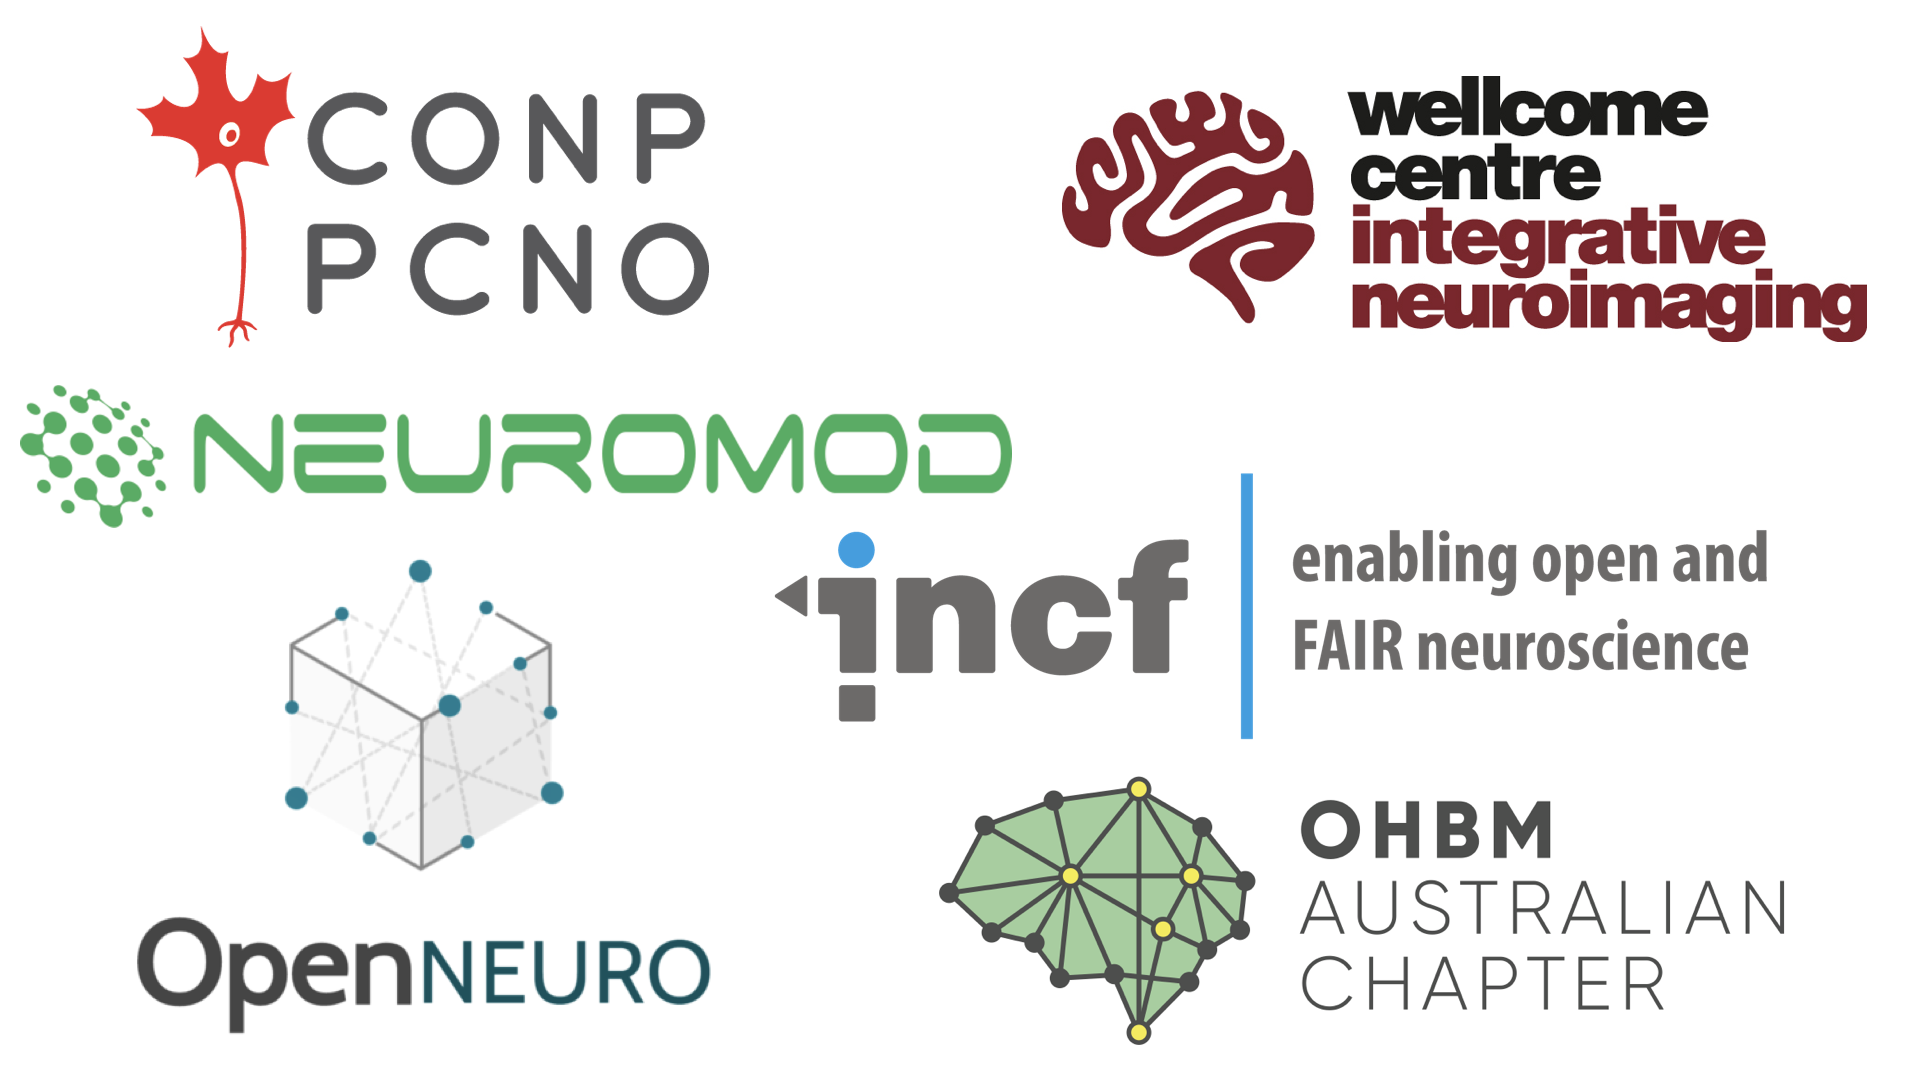 CONP
PCNO
wellcome
centre
integrative
neuroimaging
NEUROMOD
incf
enabling open and
FAIR neuroscience
OpenNEURO
OHBM
AUSTRALIAN
CHAPTER